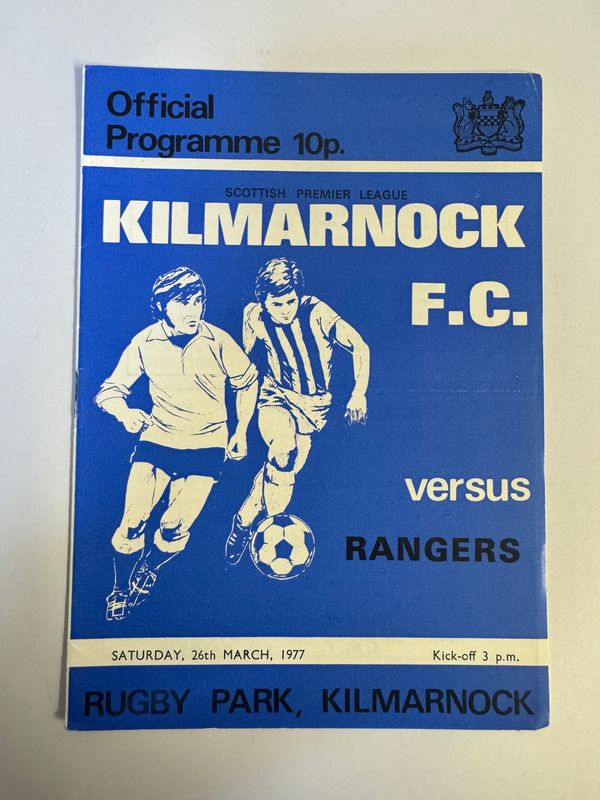 Official
Programme 10p.
SCOTTISH PREMIER LEAGUE
KILMARNOCK
F.C.
versus
RANGERS
SATURDAY, 26th MARCH, 1977 Kick-off 3 p.m.
RUGBY PARK, KILMARNOCK